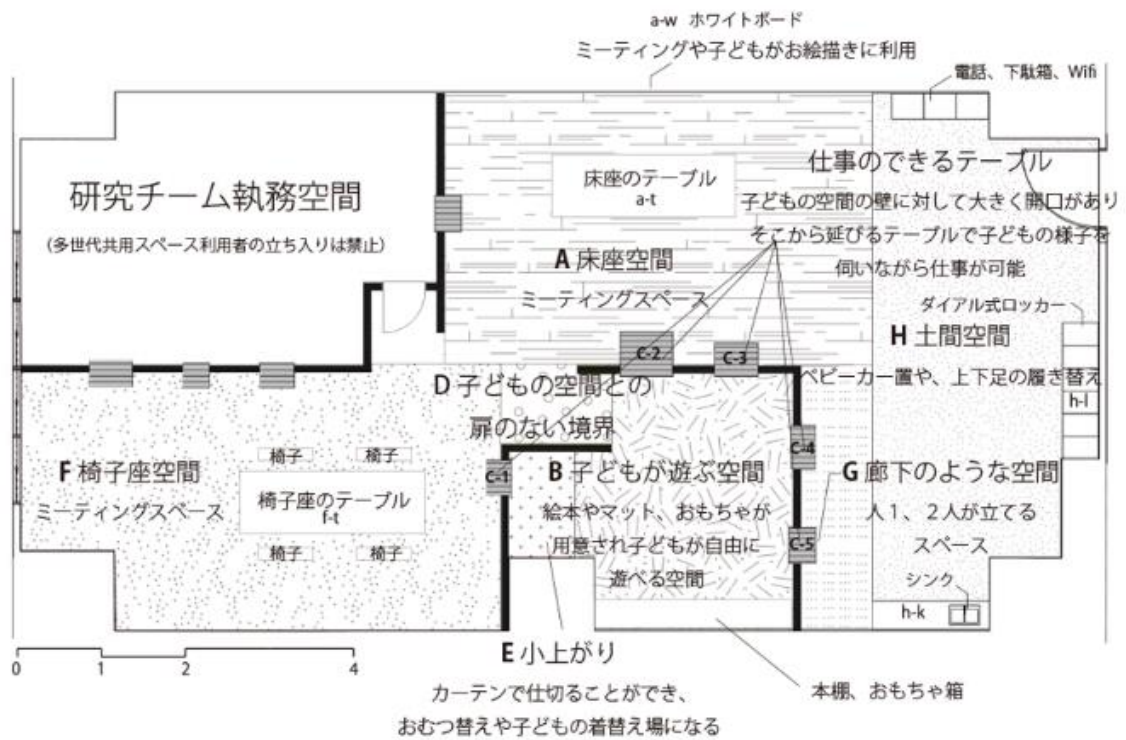 a-w ホワイトボード
ミーティングや子どもがお絵描きに利用
電話、下駄箱、Wifi
研究チーム執務空間
(多世代共用スペース利用者の立ち入りは禁止)
床座のテーブル
a-t
仕事のできるテーブル
子どもの空間の壁に対して大きく開口があり
そこから延びるテーブルで子どもの様子を
伺いながら仕事が可能
A 床座空間
ミーティングスペース
ダイアル式ロッカー
H 土間空間
ベビーカー置や、上下足の履き替え
h-l
C-2
C-3
D 子どもの空間との
扉のない境界
C-4
C-1
F 椅子座空間
ミーティングスペース
椅子
椅子
椅子座のテーブル
f-t
椅子
椅子
B 子どもが遊ぶ空間
絵本やマット、おもちゃが
用意され子どもが自由に
遊べる空間
G 廊下のような空間
人1、2人が立てる
スペース
C-5
シンク
h-k
E 小上がり
カーテンで仕切ることができ、
おむつ替えや子どもの着替え場になる
本棚、おもちゃ箱
0
1
2
4